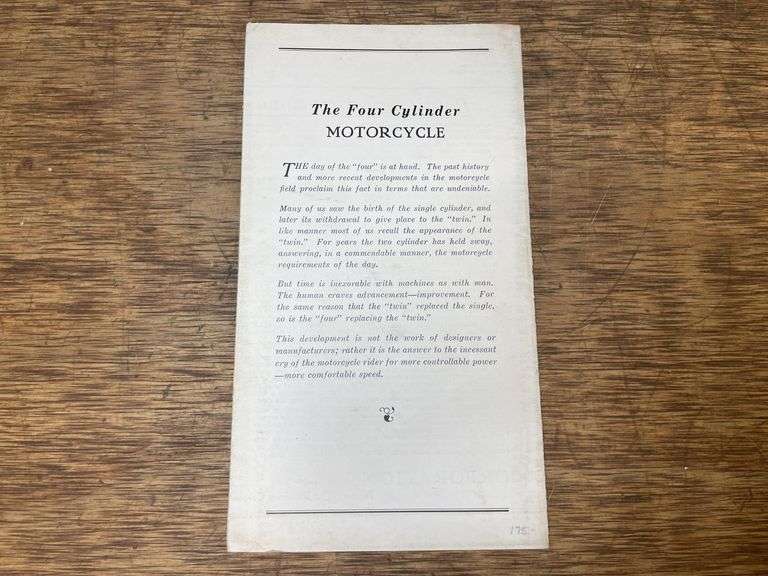 The Four Cylinder
MOTORCYCLE
THE day of the "four" is at hand. The past history
and more recent developments in the motorcycle
field proclaim this fact in terms that are undeniable.
Many of us saw the birth of the single cylinder, and
later its withdrawal to give place to the "twin." In
like manner most of us recall the appearance of the
"twin." For years the two cylinder has held sway,
answering, in a commendable manner, the motorcycle
requirements of the day.
But time is inexorable with machines as with man.
The human craves advancement—improvement. For
the same reason that the "twin" replaced the single,
so is the "four" replacing the "twin."
This development is not the work of designers or
manufacturers; rather it is the answer to the incessant
cry of the motorcycle rider for more controllable power
—more comfortable speed.
175-